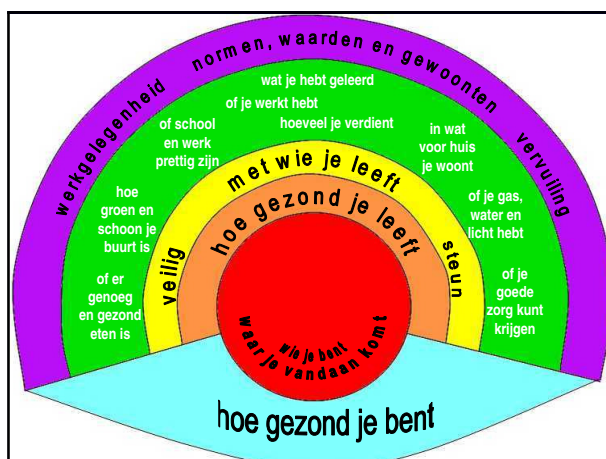 werkgelegenheid normen, waarden en gewoonten vervuiling
wat je hebt geleerd
of je werkt hebt
hoeveel je verdient
of school
en werk
prettig zijn
in wat
voor huis
je woont
hoe
groen en
schoon je
buurt is
of je gas,
water en
licht hebt
of er
genoeg
en gezond
eten is
of je
goede
zorg kunt
krijgen
veilig met wie je leeft steun
hoe gezond je leeft
wie je bent
waar je vandaan komt
hoe gezond je bent